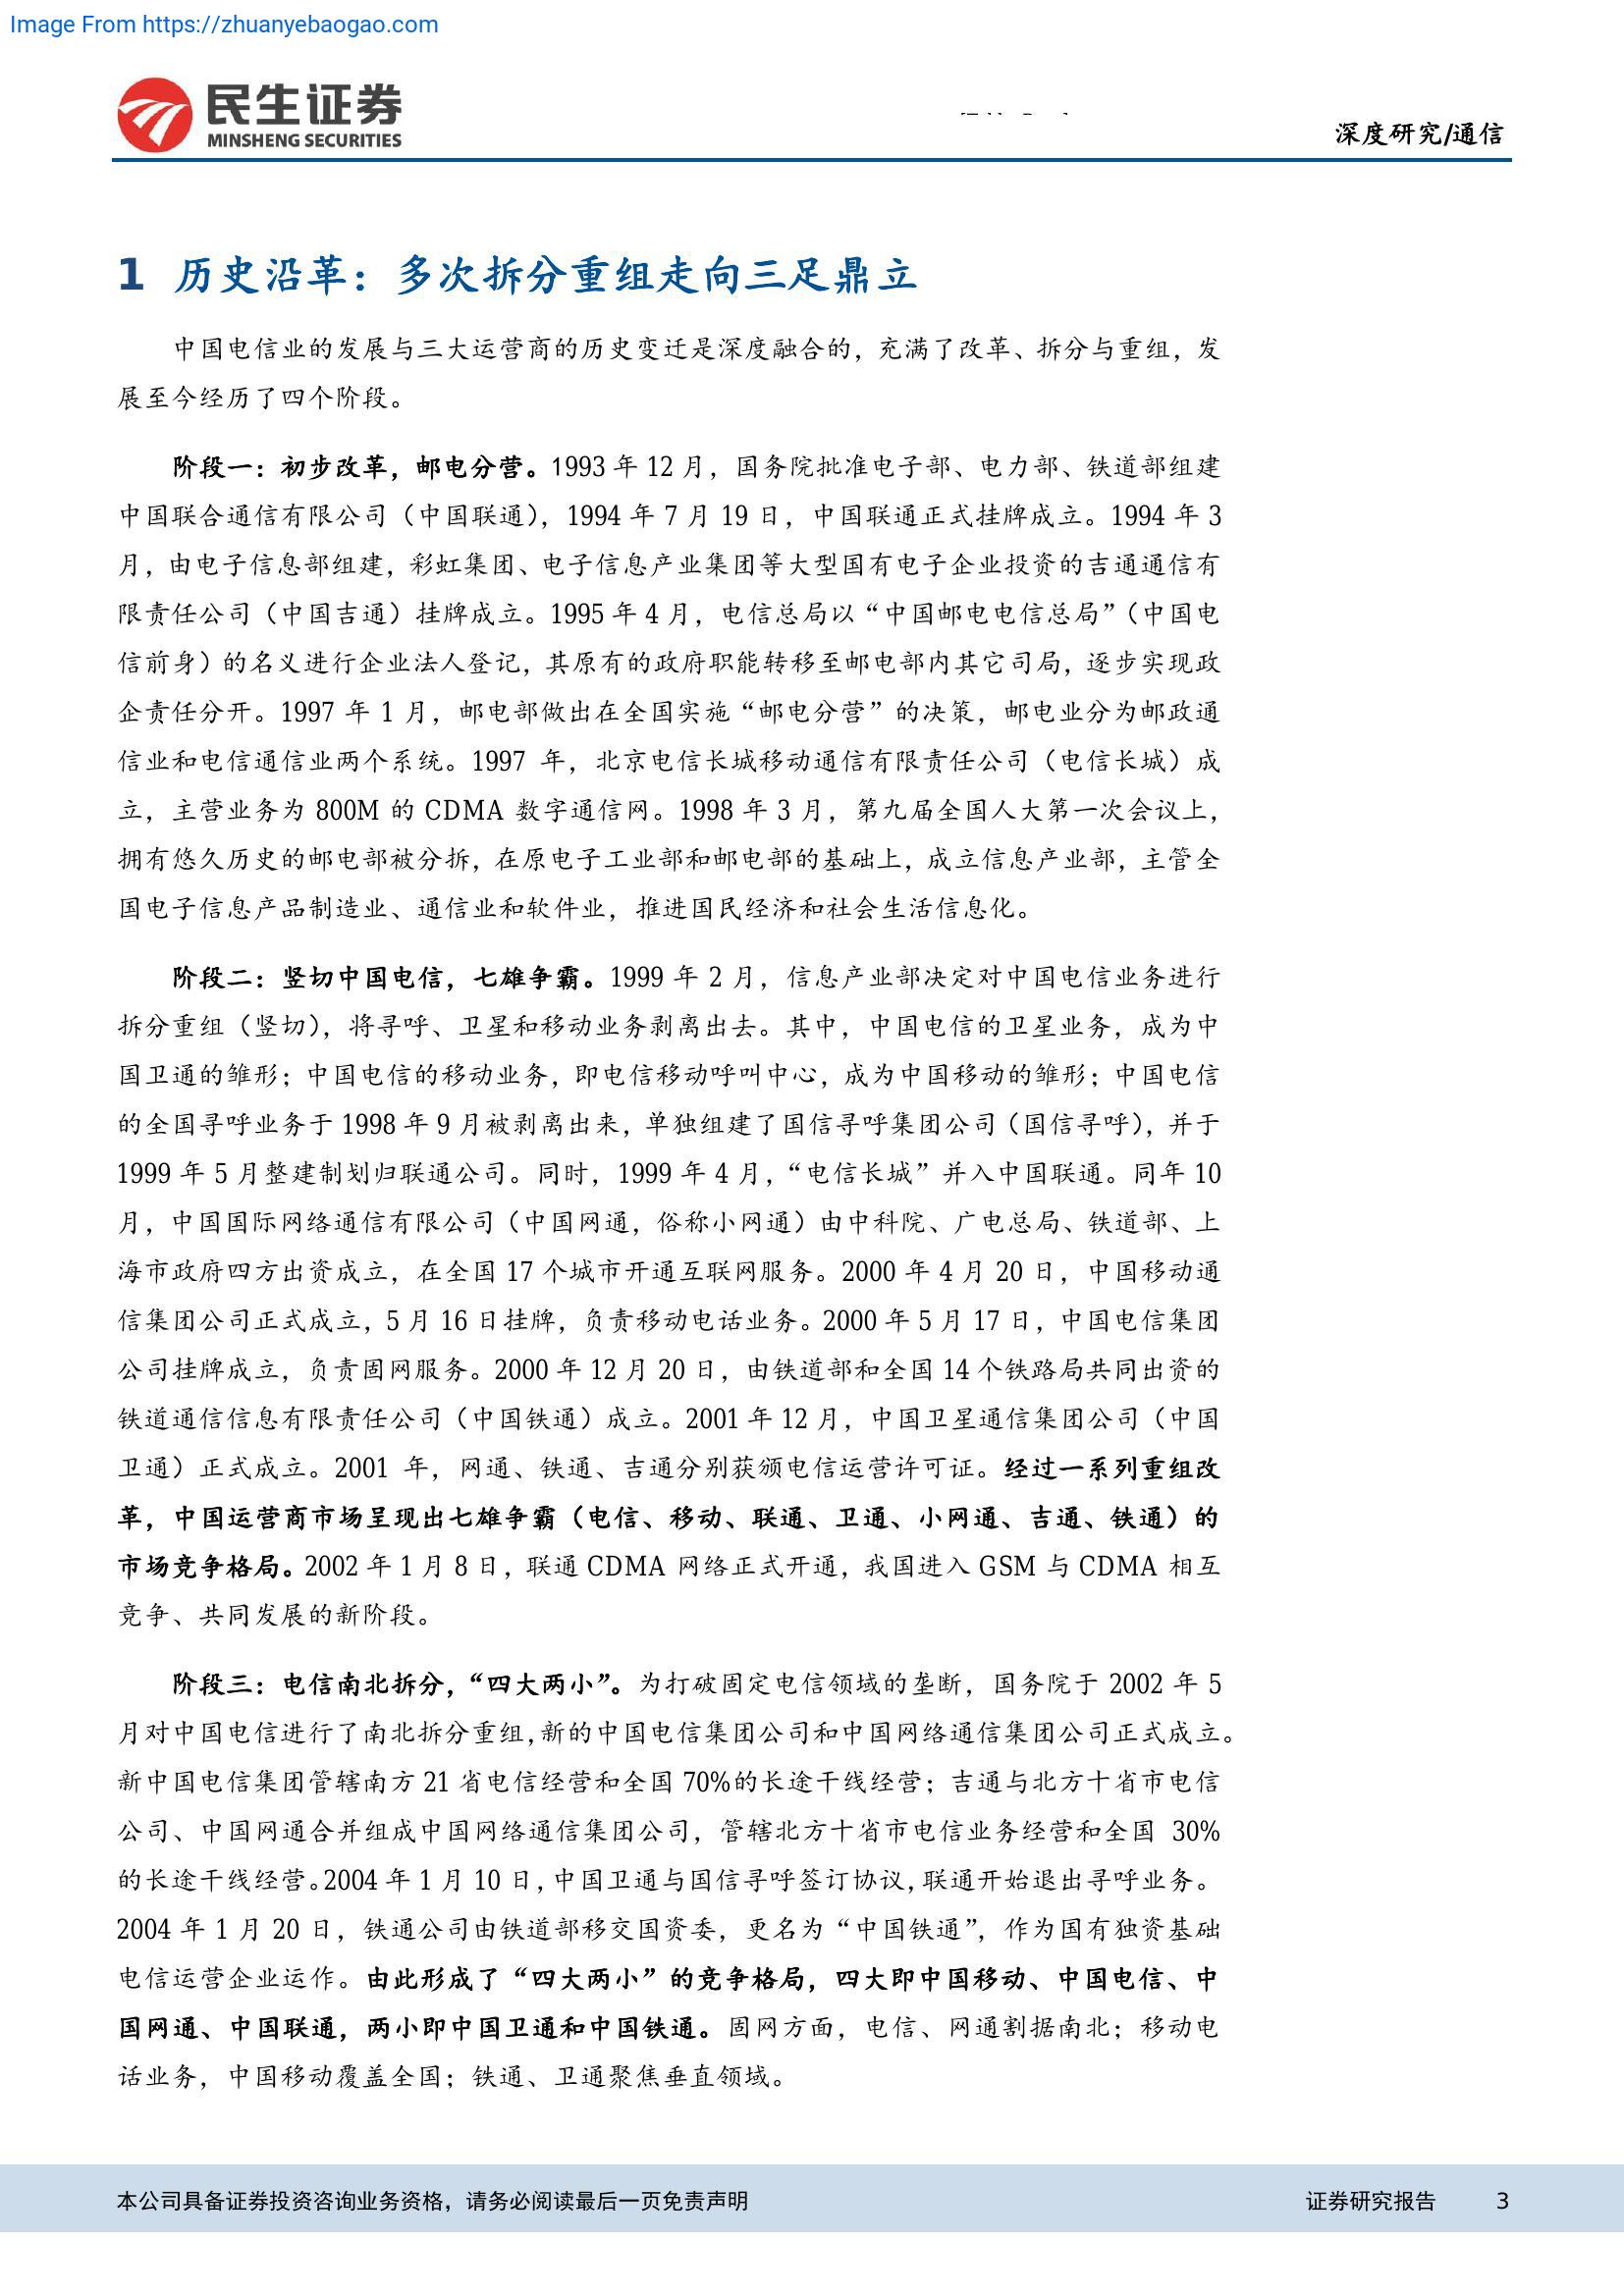 Image From https://zhuanyebaogao.com
民生证券
MINSHENG SECURITIES
深度研究/通信
1 历史沿革：多次拆分重组走向三足鼎立
中国电信业的发展与三大运营商的历史变迁是深度融合的，充满了改革、拆分与重组，发
展至今经历了四个阶段。
阶段一：初步改革，邮电分营。1993 年 12 月，国务院批准电子部、电力部、铁道部组建
中国联合通信有限公司（中国联通），1994 年 7 月 19 日，中国联通正式挂牌成立。1994 年 3
月，由电子信息部组建，彩虹集团、电子信息产业集团等大型国有电子企业投资的吉通通信有
限责任公司（中国吉通）挂牌成立。1995 年 4 月，电信总局以“中国邮电电信总局”（中国电
信前身）的名义进行企业法人登记，其原有的政府职能转移至邮电部内其它司局，逐步实现政
企责任分开。1997 年 1 月，邮电部做出在全国实施“邮电分营”的决策，邮电业分为邮政通
信业和电信通信业两个系统。1997 年，北京电信长城移动通信有限责任公司（电信长城）成
立，主营业务为 800M 的 CDMA 数字通信网。1998 年 3 月，第九届全国人大第一次会议上，
拥有悠久历史的邮电部被分拆，在原电子工业部和邮电部的基础上，成立信息产业部，主管全
国电子信息产品制造业、通信业和软件业，推进国民经济和社会生活信息化。
阶段二：竖切中国电信，七雄争霸。1999 年 2 月，信息产业部决定对中国电信业务进行
拆分重组（竖切），将寻呼、卫星和移动业务剥离出去。其中，中国电信的卫星业务，成为中
国卫通的雏形；中国电信的移动业务，即电信移动呼叫中心，成为中国移动的雏形；中国电信
的全国寻呼业务于 1998 年 9 月被剥离出来，单独组建了国信寻呼集团公司（国信寻呼），并于
1999 年 5 月整建制划归联通公司。同时，1999 年 4 月，“电信长城”并入中国联通。同年 10
月，中国国际网络通信有限公司（中国网通，俗称小网通）由中科院、广电总局、铁道部、上
海市政府四方出资成立，在全国 17 个城市开通互联网服务。2000 年 4 月 20 日，中国移动通
信集团公司正式成立，5 月 16 日挂牌，负责移动电话业务。2000 年 5 月 17 日，中国电信集团
公司挂牌成立，负责固网服务。2000 年 12 月 20 日，由铁道部和全国 14 个铁路局共同出资的
铁道通信信息有限责任公司（中国铁通）成立。2001 年 12 月，中国卫星通信集团公司（中国
卫通）正式成立。2001 年，网通、铁通、吉通分别获颁电信运营许可证。经过一系列重组改
革，中国运营商市场呈现出七雄争霸（电信、移动、联通、卫通、小网通、吉通、铁通）的
市场竞争格局。2002 年 1 月 8 日，联通 CDMA 网络正式开通，我国进入 GSM 与 CDMA 相互
竞争、共同发展的新阶段。
阶段三：电信南北拆分，“四大两小”。为打破固定电信领域的垄断，国务院于 2002 年 5
月对中国电信进行了南北拆分重组，新的中国电信集团公司和中国网络通信集团公司正式成立。
新中国电信集团管辖南方 21 省电信经营和全国 70%的长途干线经营；吉通与北方十省市电信
公司、中国网通合并组成中国网络通信集团公司，管辖北方十省市电信业务经营和全国 30%
的长途干线经营。2004 年 1 月 10 日，中国卫通与国信寻呼签订协议，联通开始退出寻呼业务。
2004 年 1 月 20 日，铁通公司由铁道部移交国资委，更名为“中国铁通”，作为国有独资基础
电信运营企业运作。由此形成了“四大两小”的竞争格局，四大即中国移动、中国电信、中
国网通、中国联通，两小即中国卫通和中国铁通。固网方面，电信、网通割据南北；移动电
话业务，中国移动覆盖全国；铁通、卫通聚焦垂直领域。
本公司具备证券投资咨询业务资格，请务必阅读最后一页免责声明
证券研究报告 3